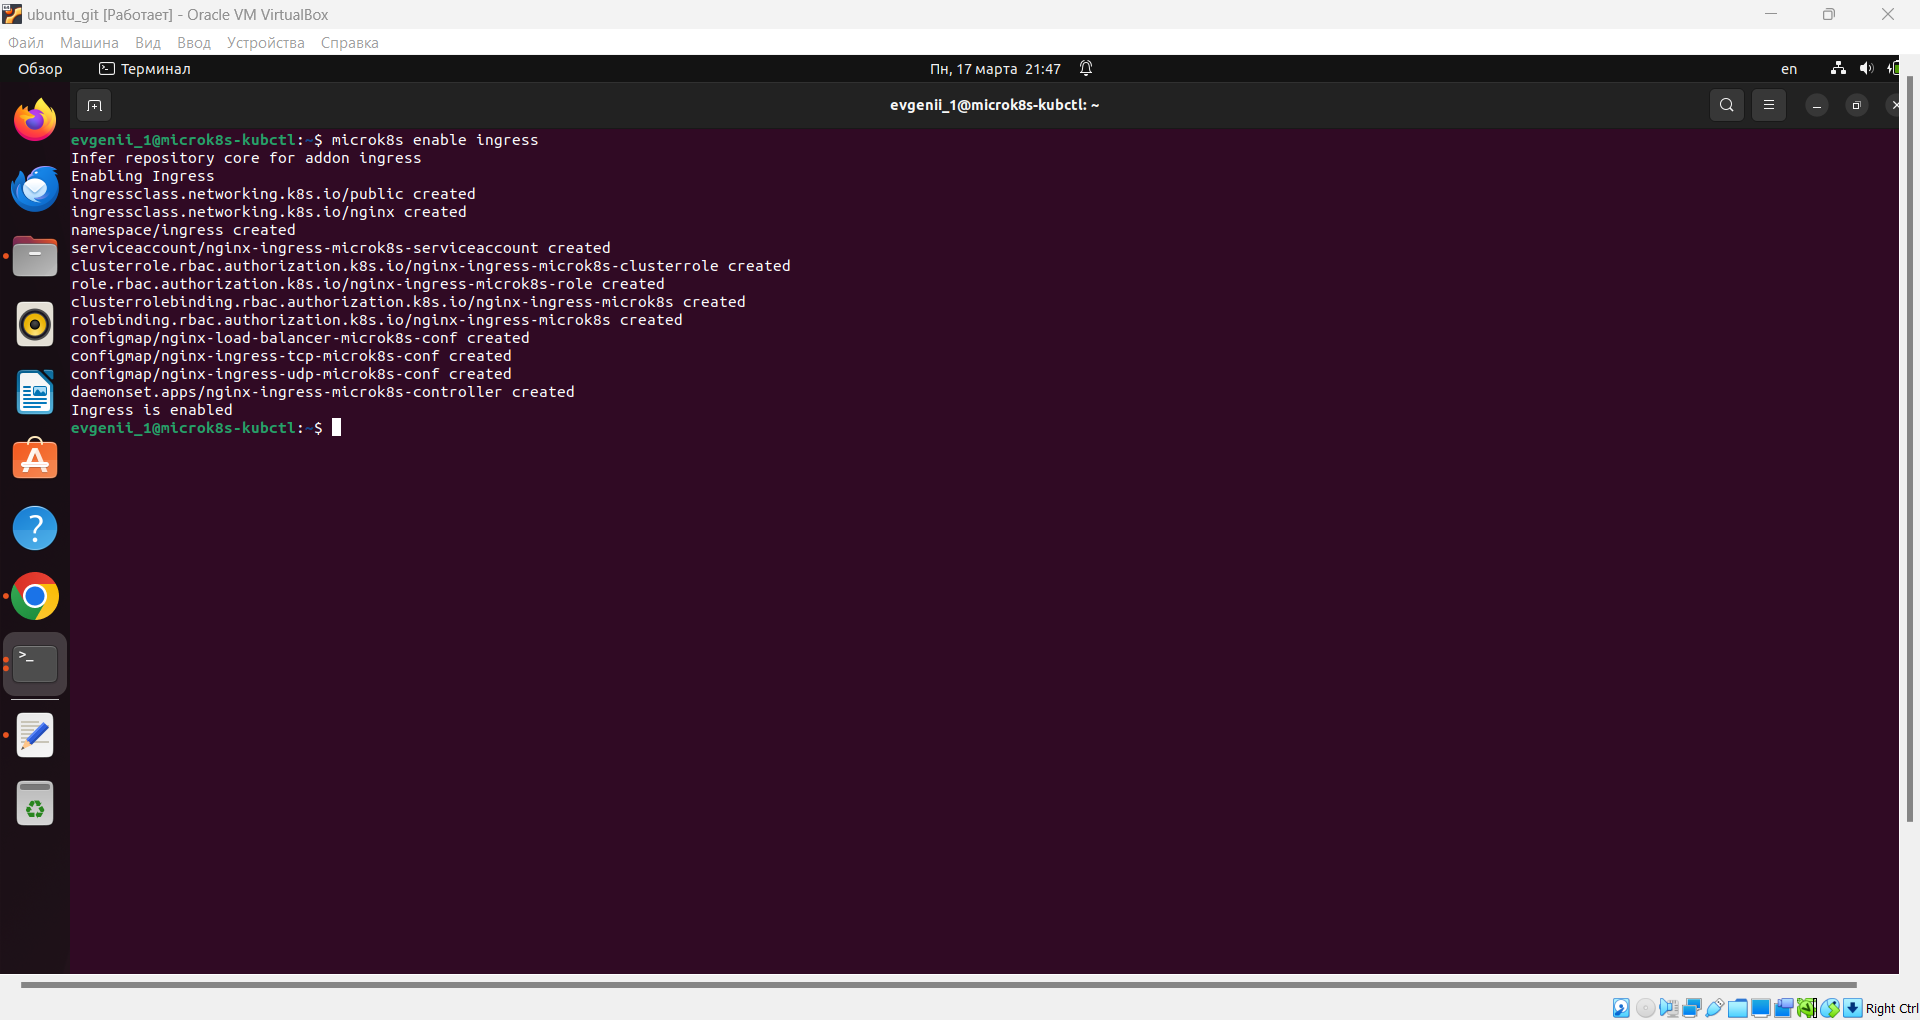 ubuntu_git [Работает] - Oracle VM VirtualBox
Файл Машина Вид Ввод Устройства Справка
Обзор Терминал Пн, 17 марта 21:47 en
evgenii_1@microk8s-kubctl: ~
evgenii_1@microk8s-kubctl:~$ microk8s enable ingress
Infer repository core for addon ingress
Enabling Ingress
ingressclass.networking.k8s.io/public created
ingressclass.networking.k8s.io/nginx created
namespace/ingress created
serviceaccount/nginx-ingress-microk8s-serviceaccount created
clusterrole.rbac.authorization.k8s.io/nginx-ingress-microk8s-clusterrole created
role.rbac.authorization.k8s.io/nginx-ingress-microk8s-role created
clusterrolebinding.rbac.authorization.k8s.io/nginx-ingress-microk8s created
rolebinding.rbac.authorization.k8s.io/nginx-ingress-microk8s created
configmap/nginx-load-balancer-microk8s-conf created
configmap/nginx-ingress-tcp-microk8s-conf created
configmap/nginx-ingress-udp-microk8s-conf created
daemonset.apps/nginx-ingress-microk8s-controller created
Ingress is enabled
evgenii_1@microk8s-kubctl:~$
Right Ctrl